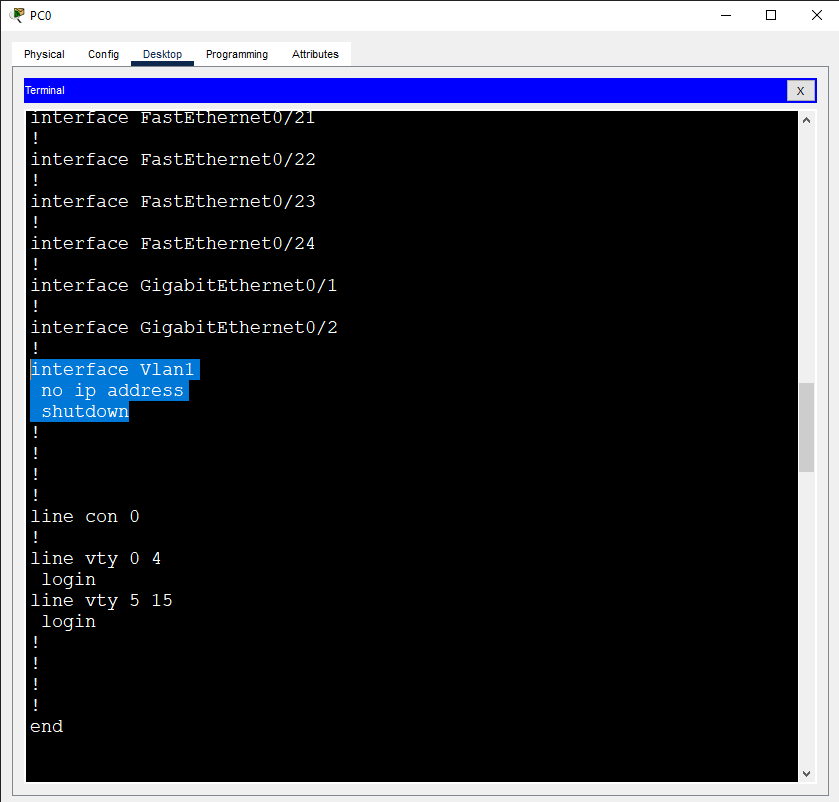 PC0
Physical Config Desktop Programming Attributes
Terminal
X
interface FastEthernet0/21
!
interface FastEthernet0/22
!
interface FastEthernet0/23
!
interface FastEthernet0/24
!
interface GigabitEthernet0/1
!
interface GigabitEthernet0/2
!
interface Vlan1
 no ip address
 shutdown
!
!
!
!
line con 0
!
line vty 0 4
 login
line vty 5 15
 login
!
!
!
!
end